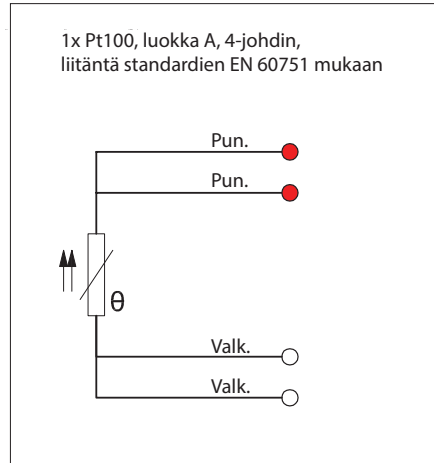 1x Pt100, luokka A, 4-johdin,
liitäntä standardien EN 60751 mukaan
Pun.
Pun.
θ
Valk.
Valk.